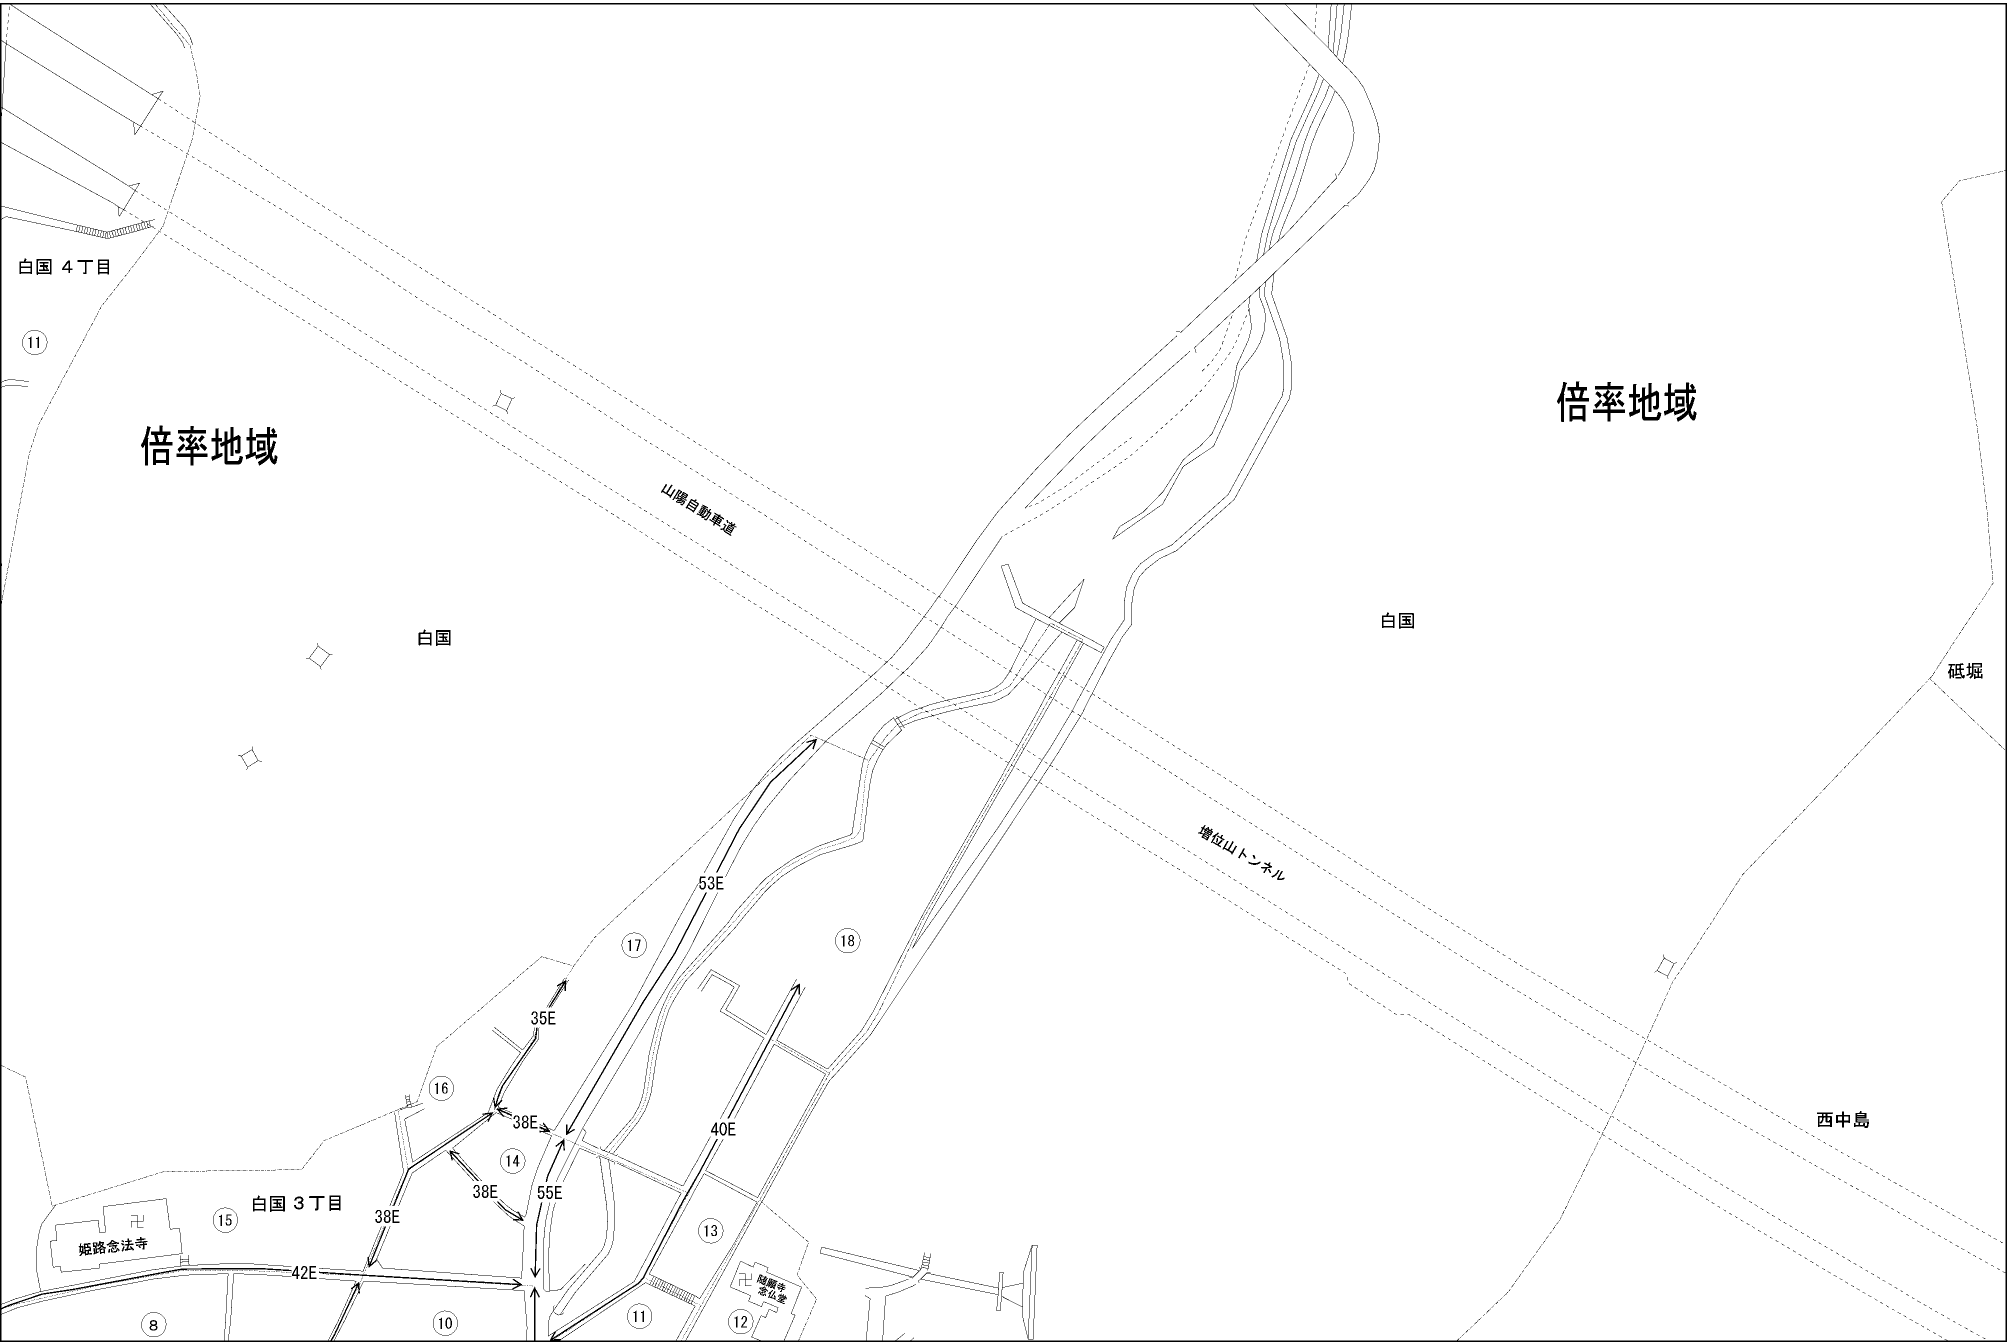 白国 4丁目
⑪
倍率地域
倍率地域
山陽自動車道
白国
白国
砥堀
増位山トンネル
53E
⑰
⑱
35E
⑯
38E
40E
西中島
⑭
38E
55E
白国 3丁目
⑮
38E
⑬
姫路念法寺
42E
随願寺
念仏堂
⑧
⑩
⑪
⑫